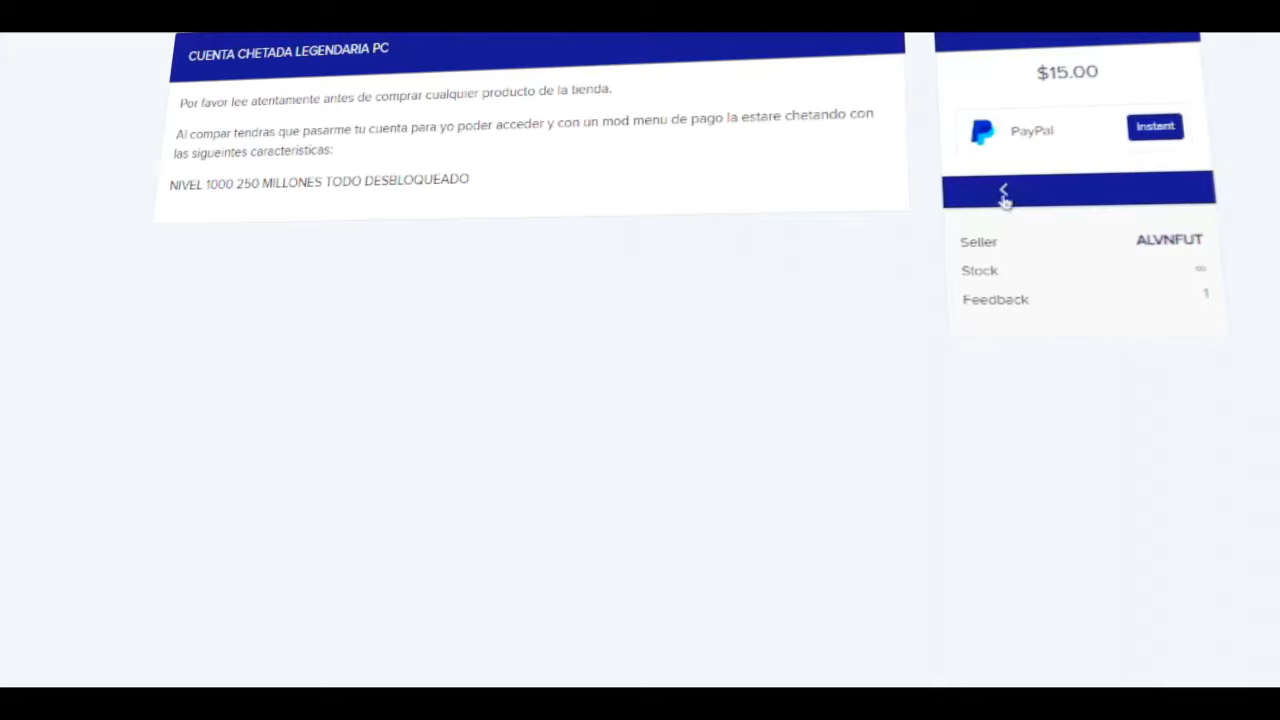 CUENTA CHETADA LEGENDARIA PC
Por favor lee atentamente antes de comprar cualquier producto de la tienda.
Al compar tendras que pasarme tu cuenta para yo poder acceder y con un mod menu de pago la estare chetando con
las sigueintes caracteristicas:
NIVEL 1000 250 MILLONES TODO DESBLOQUEADO
$15.00
PayPal Instant
Seller ALVNFUT
Stock ∞
Feedback 1